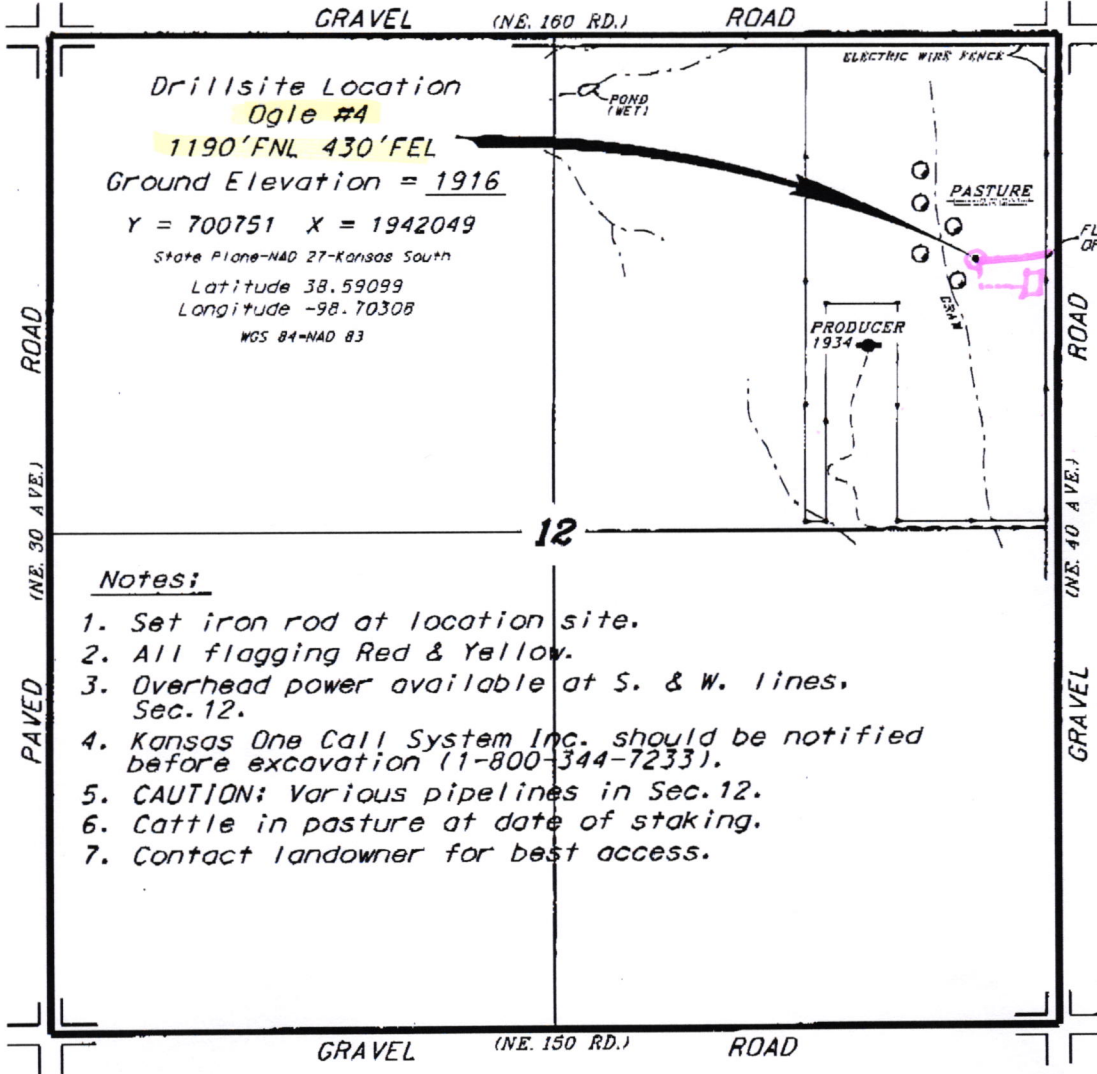 GRAVEL (NE. 160 RD.) ROAD
ELECTRIC WIRE FENCE
Drillsite Location
Ogle #4
1190'FNL 430'FEL
Ground Elevation = 1916
Y = 700751 X = 1942049
State Plane-NAD 27-Kansas South
Latitude 38.59099
Longitude -98.70308
WGS 84=NAD 83
POND
(WET)
PASTURE
DRAW
PRODUCER
1934
PAVED (NE. 30 AVE.) ROAD
GRAVEL (NE. 40 AVE.) ROAD
12
Notes:
1. Set iron rod at location site.
2. All flagging Red & Yellow.
3. Overhead power available at S. & W. lines,
Sec. 12.
4. Kansas One Call System Inc. should be notified
before excavation (1-800-344-7233).
5. CAUTION: Various pipelines in Sec. 12.
6. Cattle in pasture at date of staking.
7. Contact landowner for best access.
GRAVEL (NE. 150 RD.) ROAD